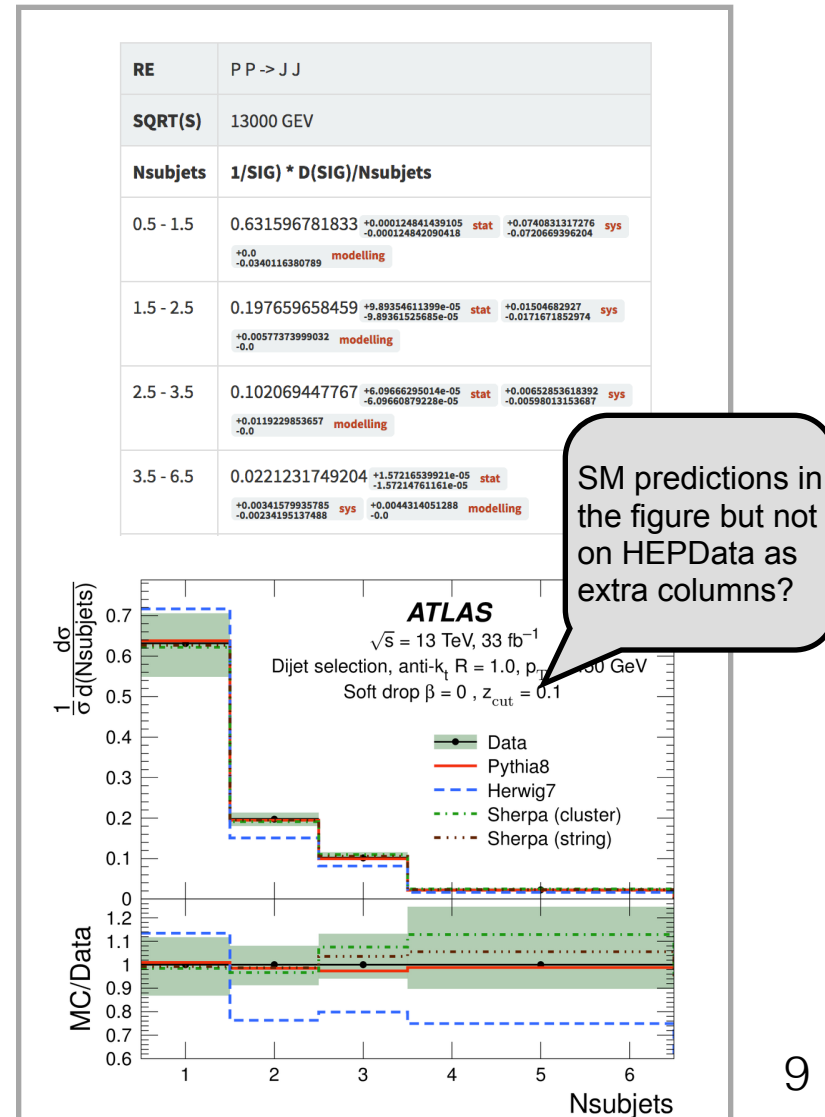 RE P P -> J J
SQRT(S) 13000 GEV
Nsubjets 1/SIG) * D(SIG)/Nsubjets
0.5 - 1.5 0.631596781833 +0.000124841439105 -0.000124842090418 stat +0.0740831317276 -0.0720669396204 sys
+0.0 -0.0340116380789 modelling
1.5 - 2.5 0.197659658459 +9.89354611399e-05 -9.89361525685e-05 stat +0.01504682927 -0.0171671852974 sys
+0.00577373999032 -0.0 modelling
2.5 - 3.5 0.102069447767 +6.09666295014e-05 -6.09660879228e-05 stat +0.00652853618392 -0.00598013153687 sys
+0.0119229853657 -0.0 modelling
3.5 - 6.5 0.0221231749204 +1.57216539921e-05 -1.57214761161e-05 stat
+0.00341579935785 -0.00234195137488 sys +0.0044314051288 -0.0 modelling
SM predictions in
the figure but not
on HEPData as
extra columns?
1/σ dσ/d(Nsubjets)
0.7
0.6
0.5
0.4
0.3
0.2
0.1
0
ATLAS
√s = 13 TeV, 33 fb⁻¹
Dijet selection, anti-kt R = 1.0, GeV
Soft drop β = 0 , zcut = 0.1
Data
Pythia8
Herwig7
Sherpa (cluster)
Sherpa (string)
MC/Data
1.2
1.1
1
0.9
0.8
0.7
0.6
1 2 3 4 5 6
Nsubjets
9